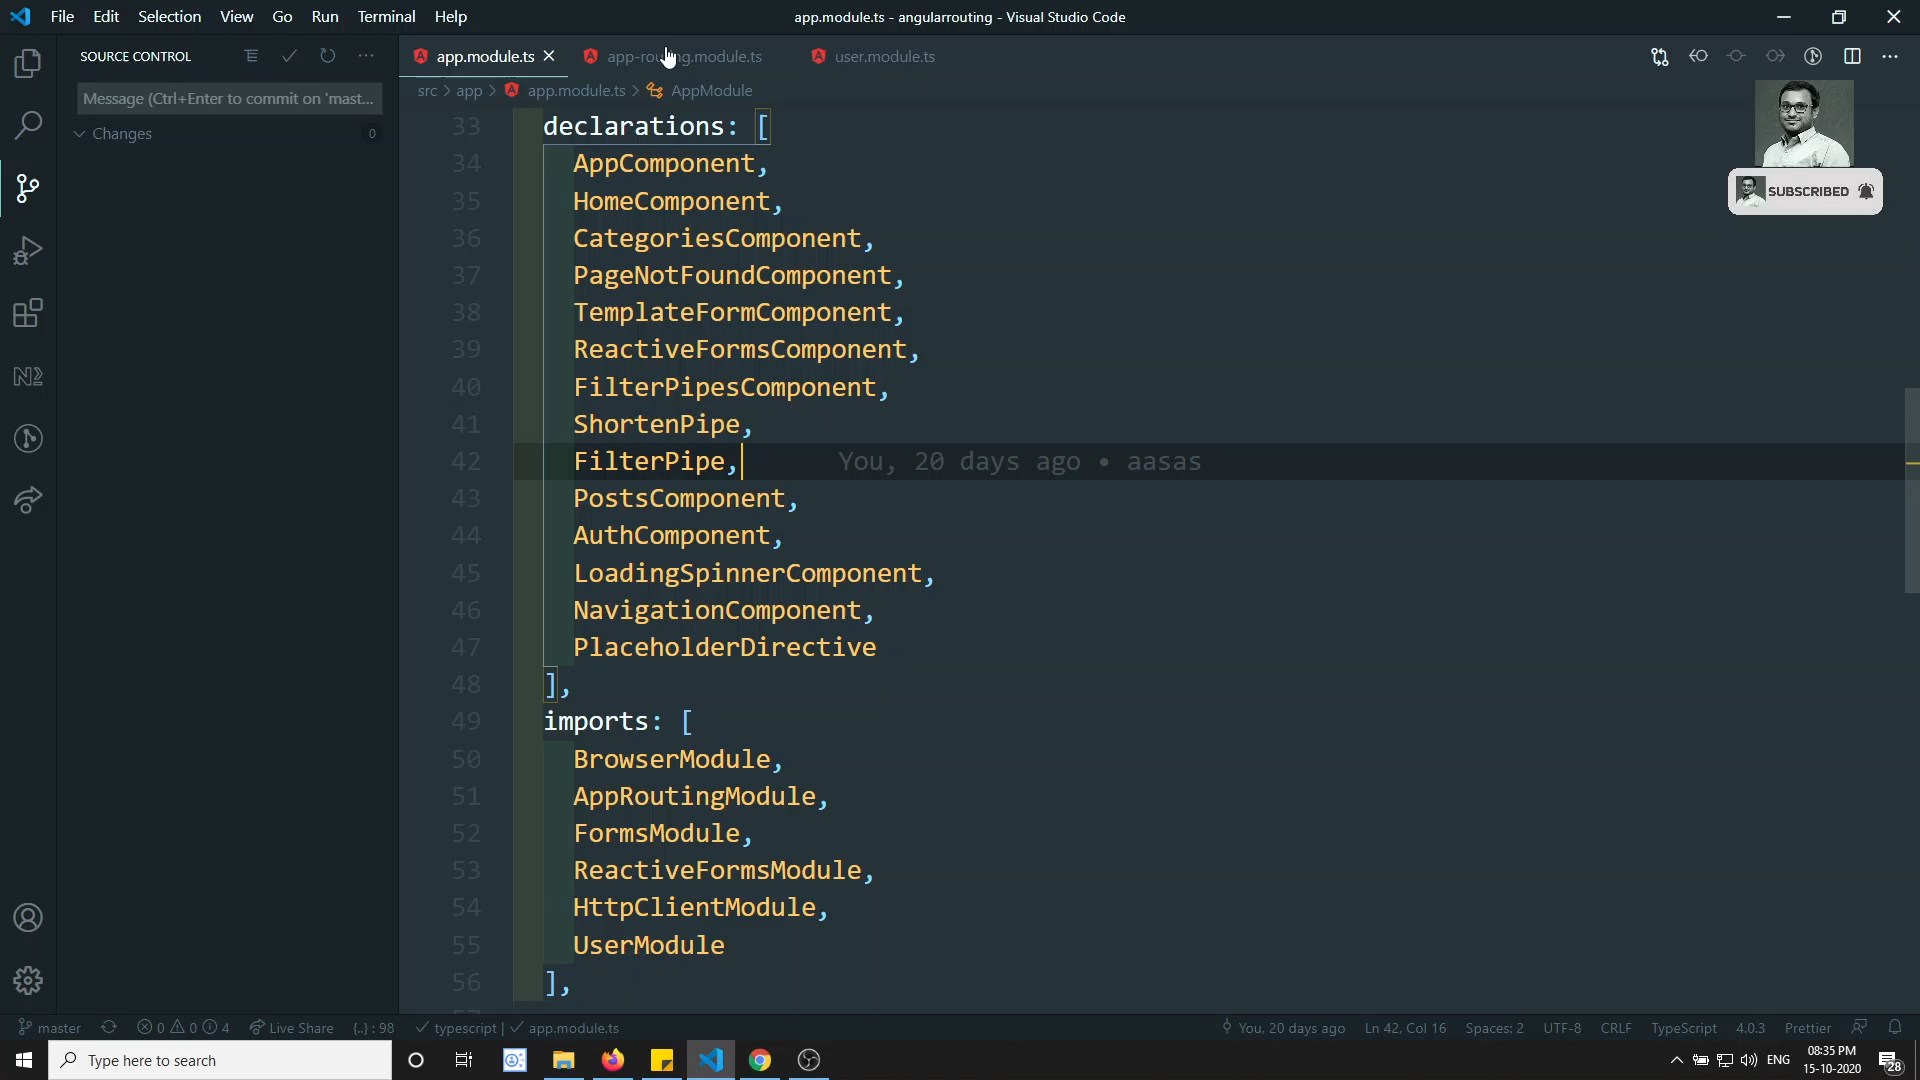 File Edit Selection View Go Run Terminal Help
app.module.ts - angularrouting - Visual Studio Code
SOURCE CONTROL
app.module.ts
app-routing.module.ts
user.module.ts
src > app > app.module.ts > AppModule
Message (Ctrl+Enter to commit on 'mast...
Changes 0
SUBSCRIBED
33 declarations: [
34 AppComponent,
35 HomeComponent,
36 CategoriesComponent,
37 PageNotFoundComponent,
38 TemplateFormComponent,
39 ReactiveFormsComponent,
40 FilterPipesComponent,
41 ShortenPipe,
42 FilterPipe, You, 20 days ago • aasas
43 PostsComponent,
44 AuthComponent,
45 LoadingSpinnerComponent,
46 NavigationComponent,
47 PlaceholderDirective
48 ],
49 imports: [
50 BrowserModule,
51 AppRoutingModule,
52 FormsModule,
53 ReactiveFormsModule,
54 HttpClientModule,
55 UserModule
56 ],
master 0 0 4 Live Share {..} : 98 typescript | app.module.ts You, 20 days ago Ln 42, Col 16 Spaces: 2 UTF-8 CRLF TypeScript 4.0.3 Prettier
Type here to search
ENG
08:35 PM
15-10-2020
28